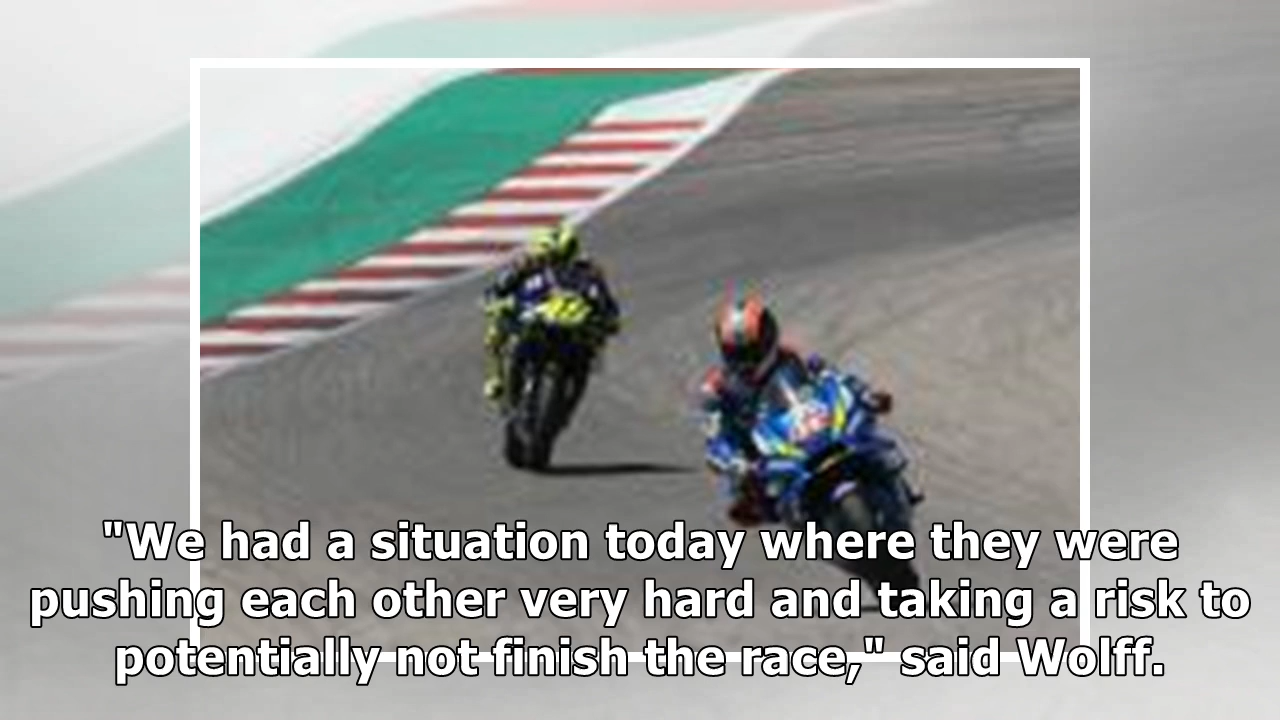 "We had a situation today where they were
pushing each other very hard and taking a risk to
potentially not finish the race," said Wolff.